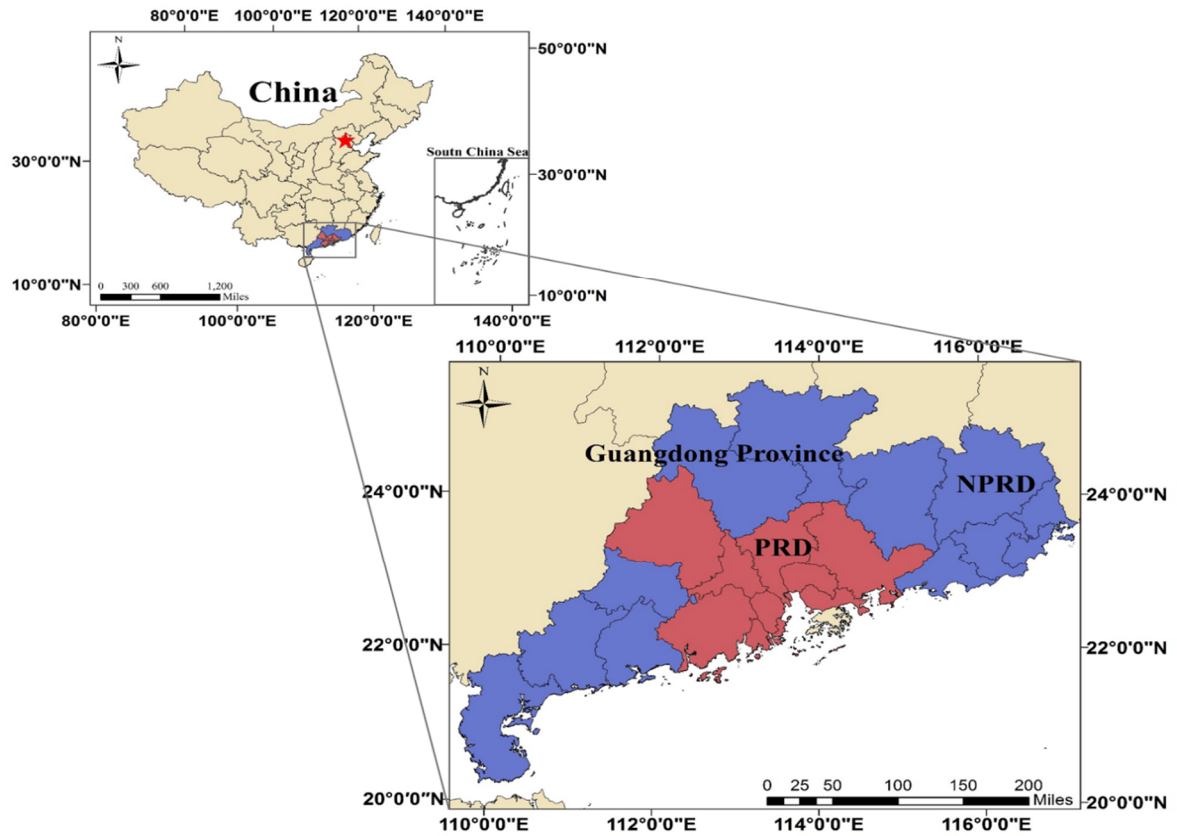 80°0'0"E 100°0'0"E 120°0'0"E 140°0'0"E
N
50°0'0"N
China
Soutn China Sea
30°0'0"N
30°0'0"N
10°0'0"N
0 300 600 1,200
Miles
10°0'0"N
80°0'0"E 100°0'0"E 120°0'0"E 140°0'0"E
110°0'0"E 112°0'0"E 114°0'0"E 116°0'0"E
N
Guangdong Province
NPRD
24°0'0"N
24°0'0"N
PRD
22°0'0"N
22°0'0"N
0 25 50 100 150 200
Miles
20°0'0"N
20°0'0"N
110°0'0"E 112°0'0"E 114°0'0"E 116°0'0"E